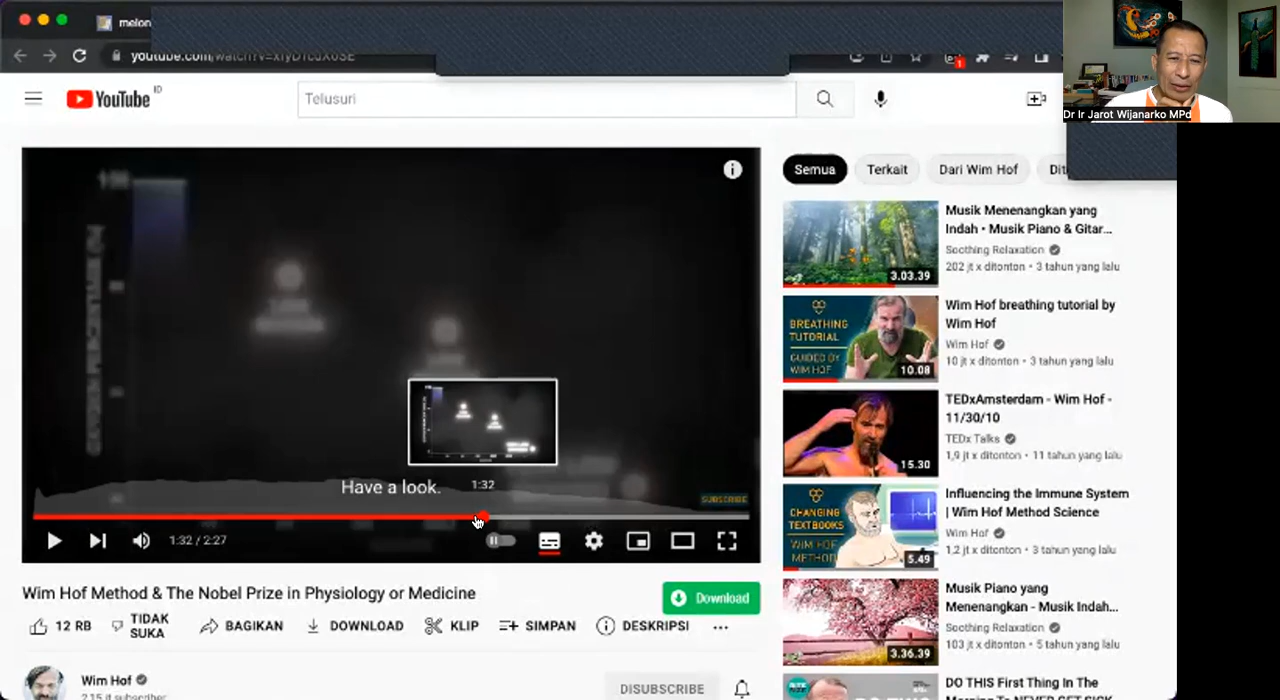 melon
youtube.com/watch?v=
YouTube ID
Telusuri
1
Dr Ir Jarot Wijanarko MPd
Semua
Terkait
Dari Wim Hof
Musik Menenangkan yang
Indah • Musik Piano & Gitar...
Soothing Relaxation
202 jt x ditonton • 3 tahun yang lalu
3.03.39
BREATHING
TUTORIAL
GUIDED BY
WIM HOF
10.08
Wim Hof breathing tutorial by
Wim Hof
Wim Hof
10 jt x ditonton • 3 tahun yang lalu
15.30
TEDxAmsterdam - Wim Hof -
11/30/10
TEDx Talks
1,9 jt x ditonton • 11 tahun yang lalu
CHANGING
TEXTBOOKS
WIM HOF
METHOD
5.49
Influencing the Immune System
| Wim Hof Method Science
Wim Hof
1,2 jt x ditonton • 3 tahun yang lalu
3.36.39
Musik Piano yang
Menenangkan - Musik Indah...
Soothing Relaxation
103 jt x ditonton • 5 tahun yang lalu
DO THIS First Thing In The
Have a look.
1:32
SUBSCRIBE
1:32 / 2:27
Wim Hof Method & The Nobel Prize in Physiology or Medicine
Download
12 RB
TIDAK
SUKA
BAGIKAN
DOWNLOAD
KLIP
SIMPAN
DESKRIPSI
Wim Hof
DISUBSCRIBE